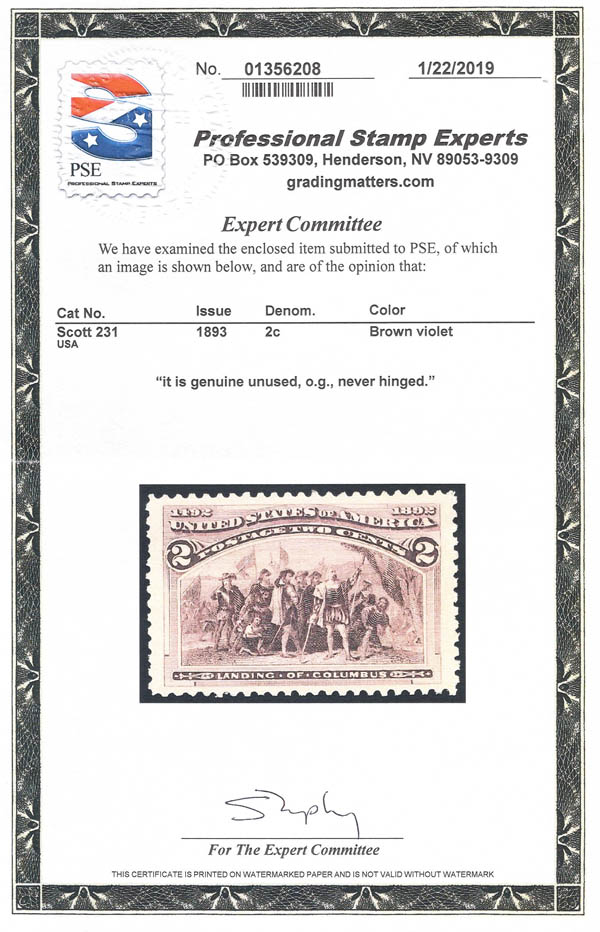 No. 01356208 1/22/2019
PSE
PROFESSIONAL STAMP EXPERTS
Professional Stamp Experts
PO Box 539309, Henderson, NV 89053-9309
gradingmatters.com
Expert Committee
We have examined the enclosed item submitted to PSE, of which
an image is shown below, and are of the opinion that:
Cat No. Issue Denom. Color
Scott 231 1893 2c Brown violet
USA
“it is genuine unused, o.g., never hinged.”
1492 1892
UNITED STATES OF AMERICA
2 POSTAGE TWO CENTS 2
LANDING · OF · COLUMBUS
For The Expert Committee
THIS CERTIFICATE IS PRINTED ON WATERMARKED PAPER AND IS NOT VALID WITHOUT WATERMARK